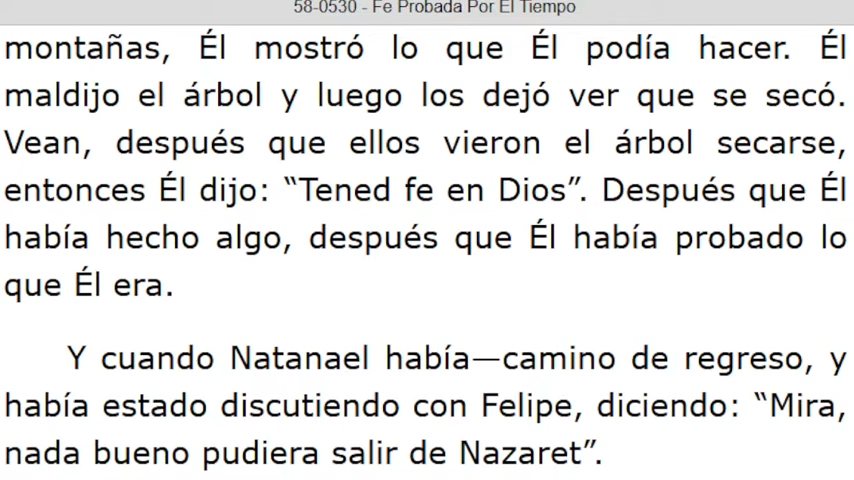 58-0530 - Fe Probada Por El Tiempo
montañas, Él mostró lo que Él podía hacer. Él
maldijo el árbol y luego los dejó ver que se secó.
Vean, después que ellos vieron el árbol secarse,
entonces Él dijo: “Tened fe en Dios”. Después que Él
había hecho algo, después que Él había probado lo
que Él era.
Y cuando Natanael había—camino de regreso, y
había estado discutiendo con Felipe, diciendo: “Mira,
nada bueno pudiera salir de Nazaret”.